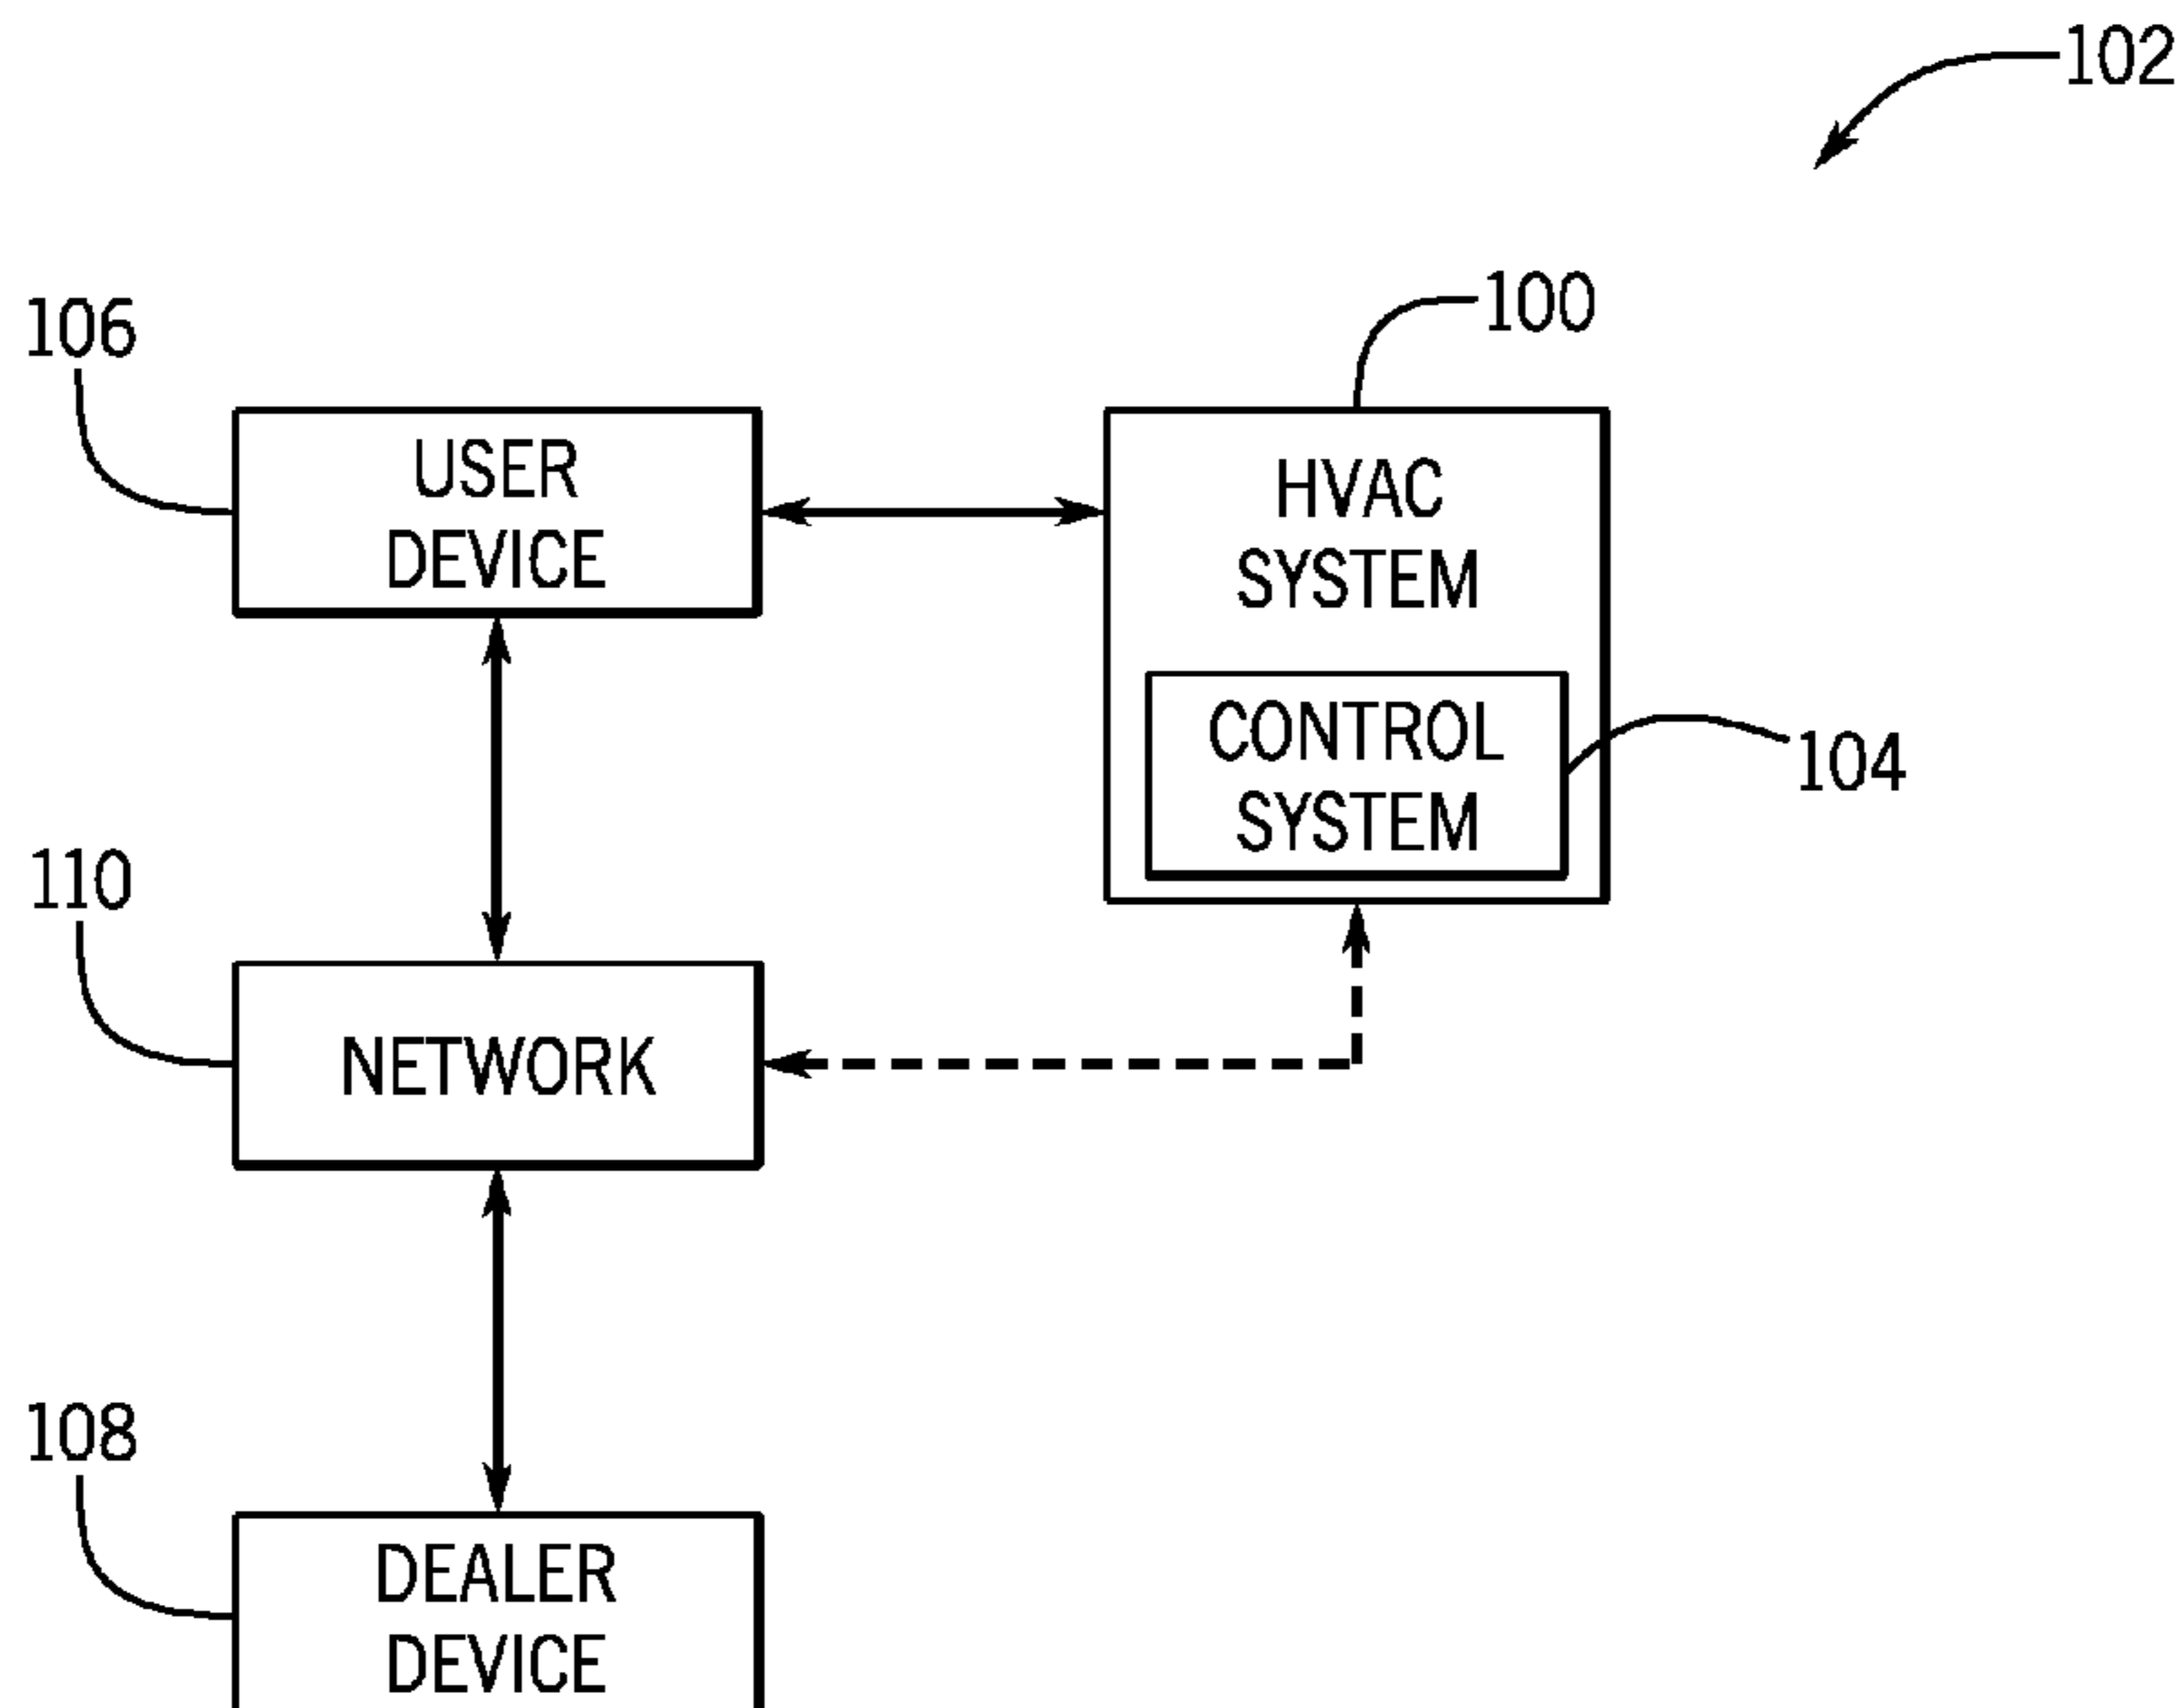 102
100
106
USER
DEVICE
HVAC
SYSTEM
CONTROL
SYSTEM
104
110
NETWORK
108
DEALER
DEVICE